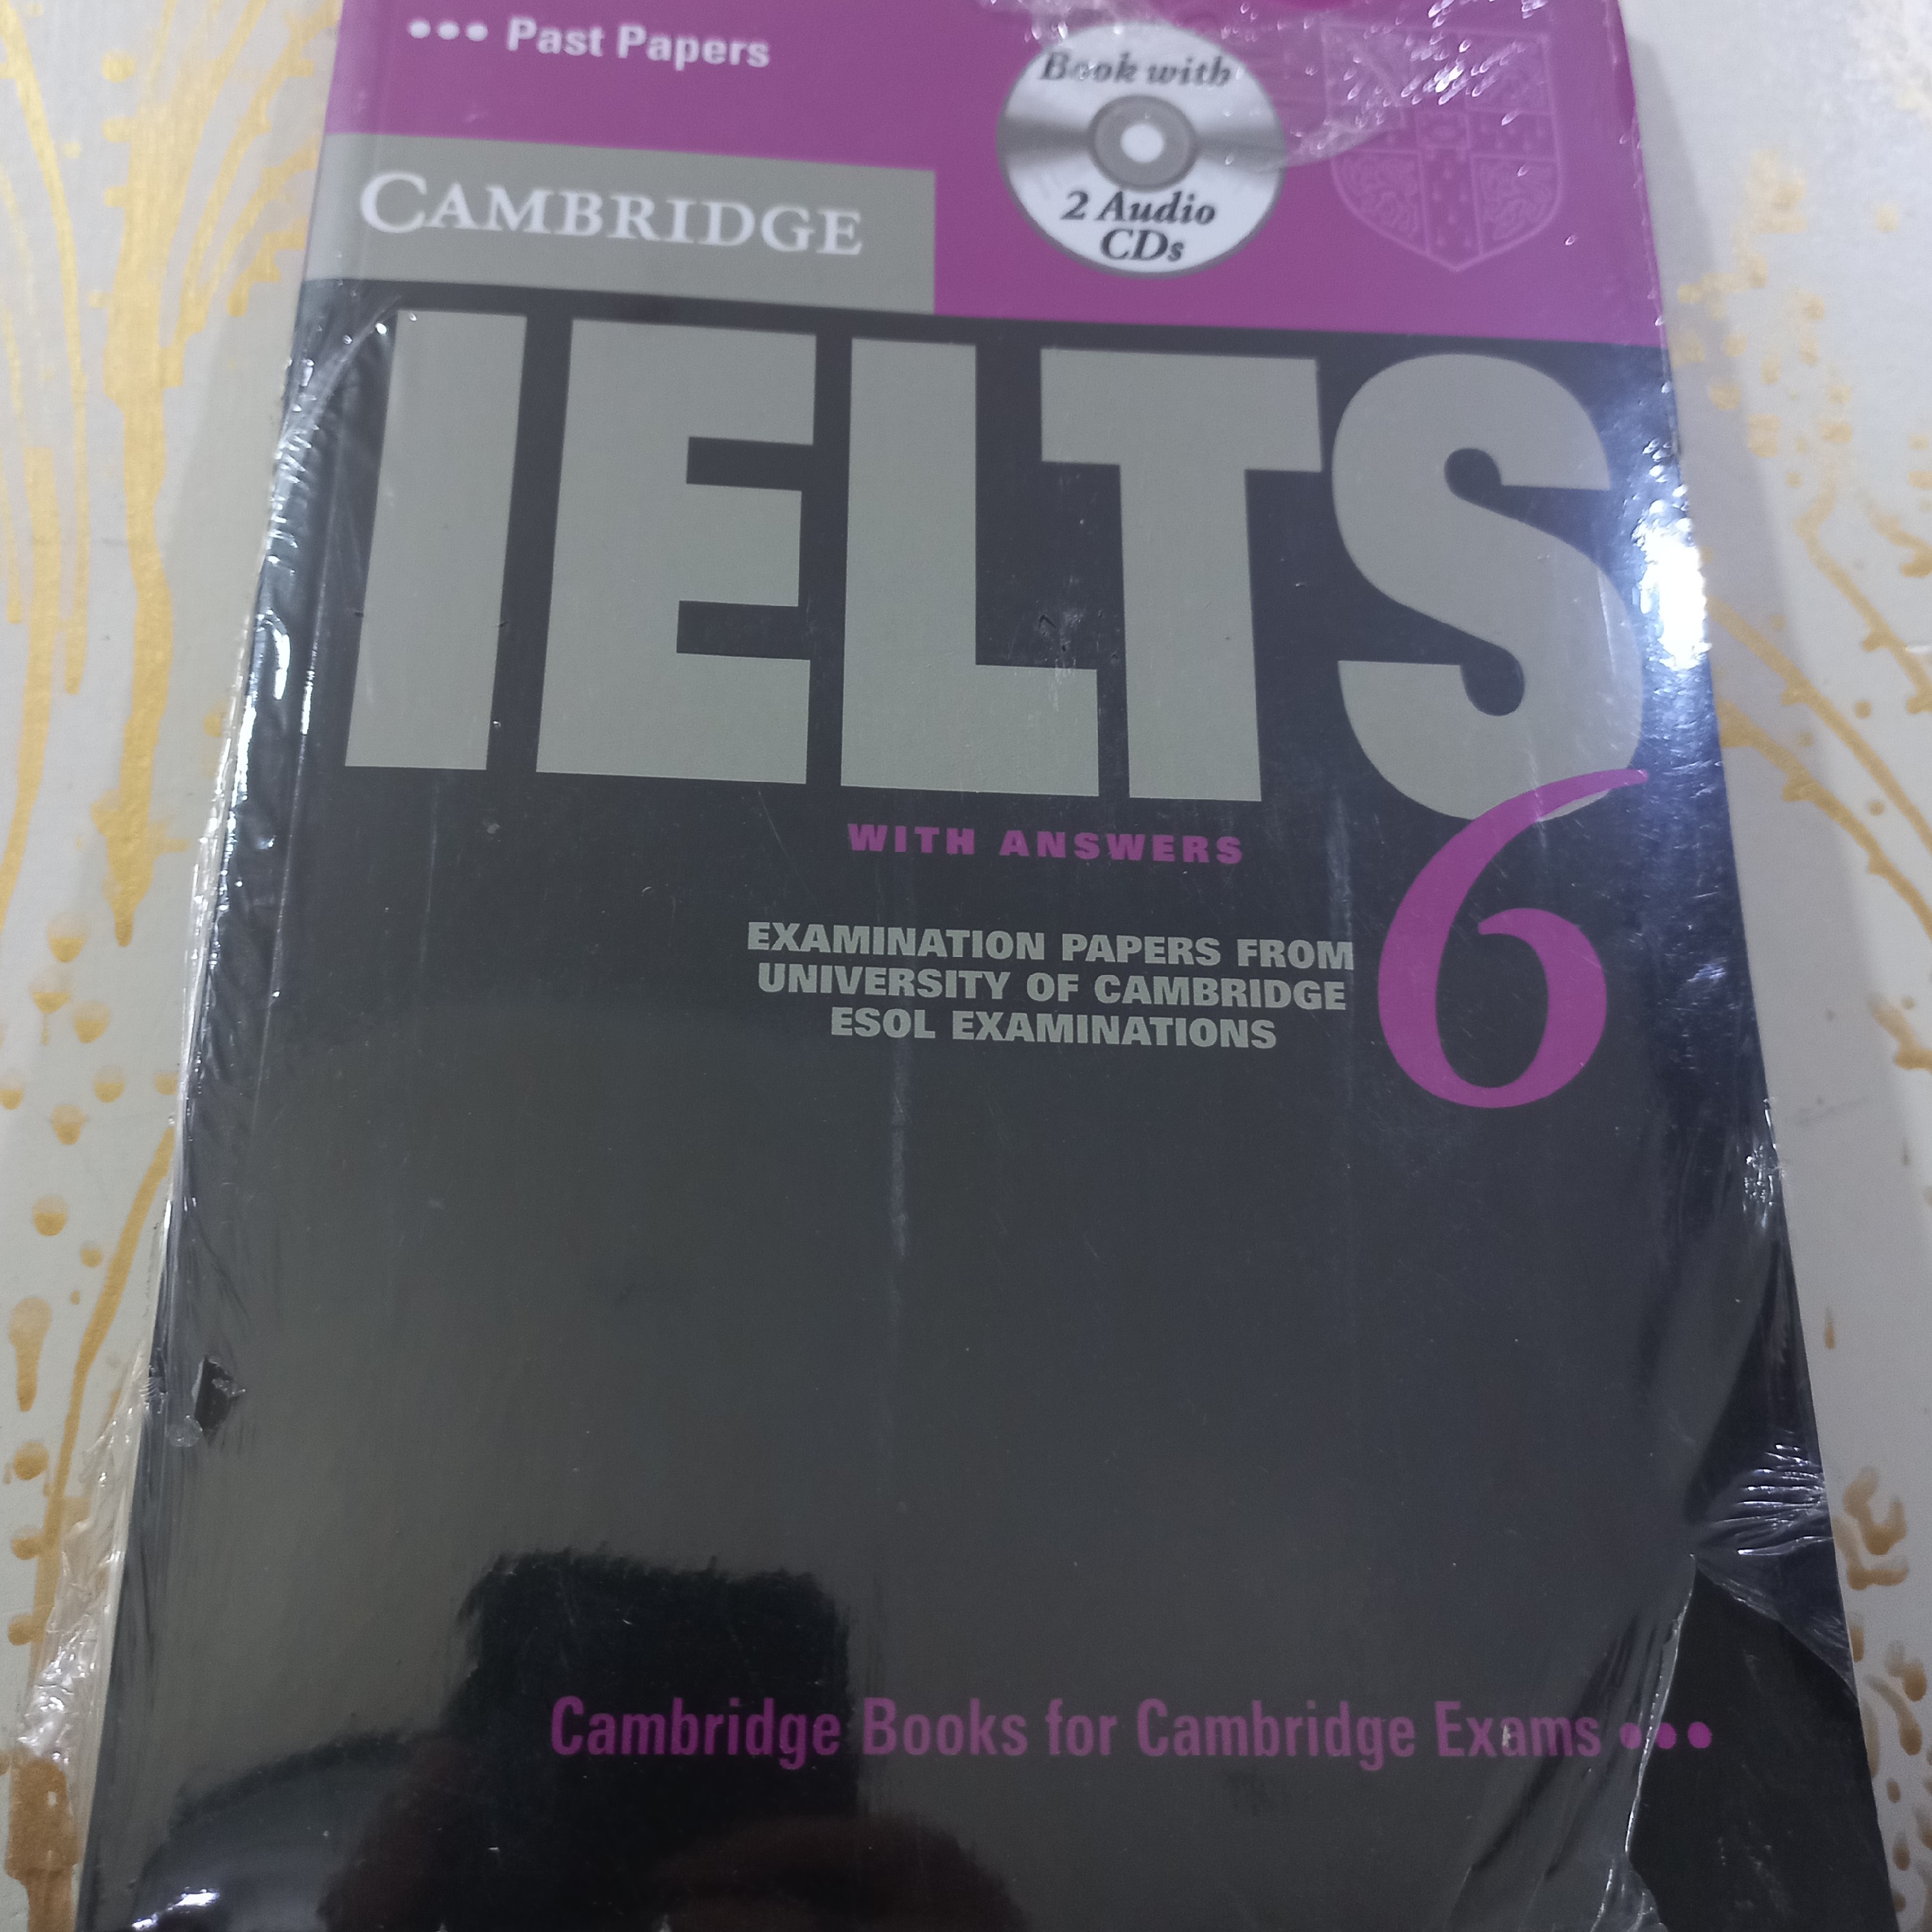 ••• Past Papers
Book with
2 Audio
CDs
CAMBRIDGE
IELTS
6
WITH ANSWERS
EXAMINATION PAPERS FROM
UNIVERSITY OF CAMBRIDGE
ESOL EXAMINATIONS
Cambridge Books for Cambridge Exams •••